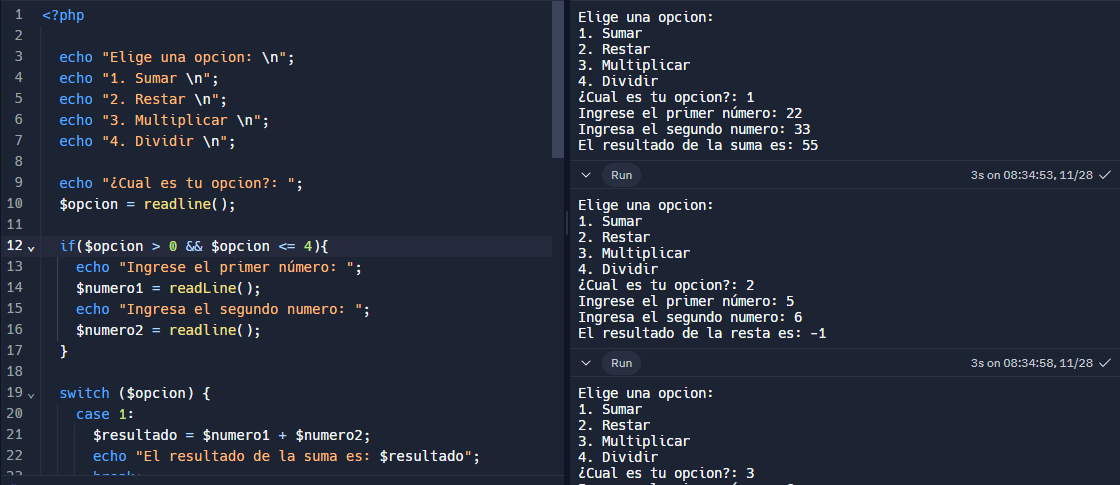 1 <?php
2
3 echo "Elige una opcion: \n";
4 echo "1. Sumar \n";
5 echo "2. Restar \n";
6 echo "3. Multiplicar \n";
7 echo "4. Dividir \n";
8
9 echo "¿Cual es tu opcion?: ";
10 $opcion = readline();
11
12 if($opcion > 0 && $opcion <= 4){
13 echo "Ingrese el primer número: ";
14 $numero1 = readLine();
15 echo "Ingresa el segundo numero: ";
16 $numero2 = readline();
17 }
18
19 switch ($opcion) {
20 case 1:
21 $resultado = $numero1 + $numero2;
22 echo "El resultado de la suma es: $resultado";
23 break;
Elige una opcion:
1. Sumar
2. Restar
3. Multiplicar
4. Dividir
¿Cual es tu opcion?: 1
Ingrese el primer número: 22
Ingresa el segundo numero: 33
El resultado de la suma es: 55
Run 3s on 08:34:53, 11/28
Elige una opcion:
1. Sumar
2. Restar
3. Multiplicar
4. Dividir
¿Cual es tu opcion?: 2
Ingrese el primer número: 5
Ingresa el segundo numero: 6
El resultado de la resta es: -1
Run 3s on 08:34:58, 11/28
Elige una opcion:
1. Sumar
2. Restar
3. Multiplicar
4. Dividir
¿Cual es tu opcion?: 3